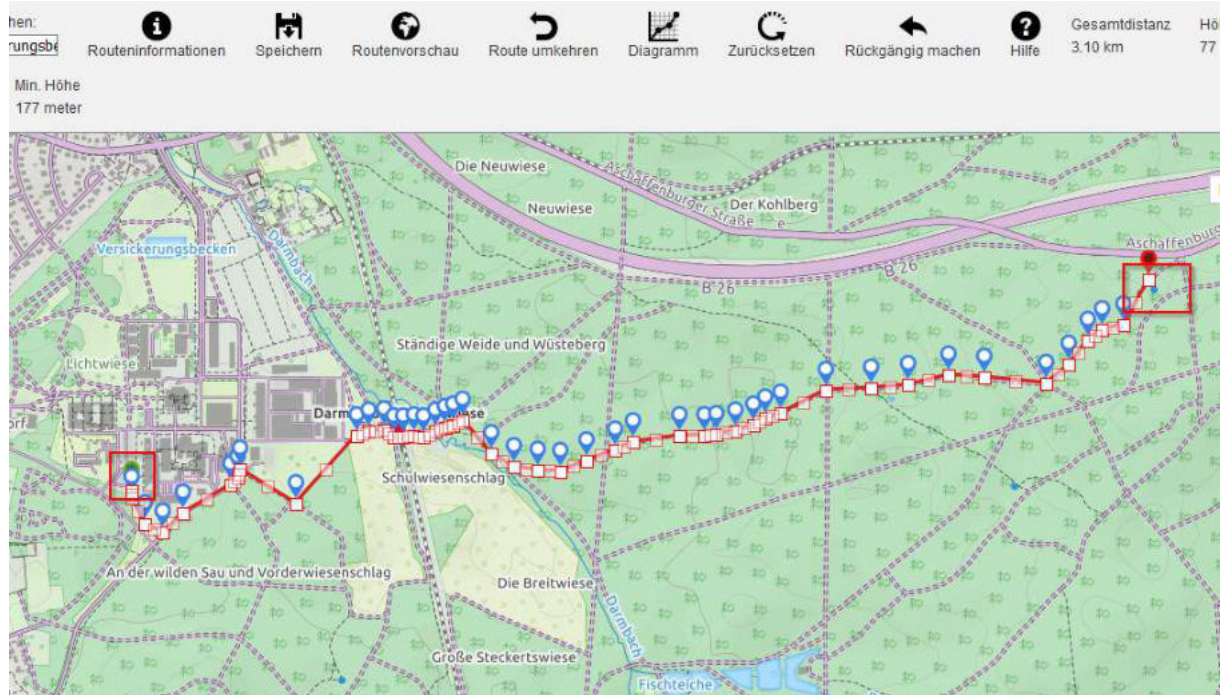 hen:
rungsbe
Routeninformationen
Speichern
Routenvorschau
Route umkehren
Diagramm
Zurücksetzen
Rückgängig machen
Hilfe
Gesamtdistanz
3.10 km
Hö
77
Min. Höhe
177 meter
Die Neuwiese
Aschaffenburger Straße
e
Der Kohlberg
Neuwiese
Darmbach
Versickerungsbecken
Aschaffenburg
B 26
B 26
Ständige Weide und Wüsteberg
Lichtwiese
Schulwiesenschlag
An der wilden Sau und Vorderwiesenschlag
Die Breitwiese
Darmbach
Große Steckertswiese
Fischteiche